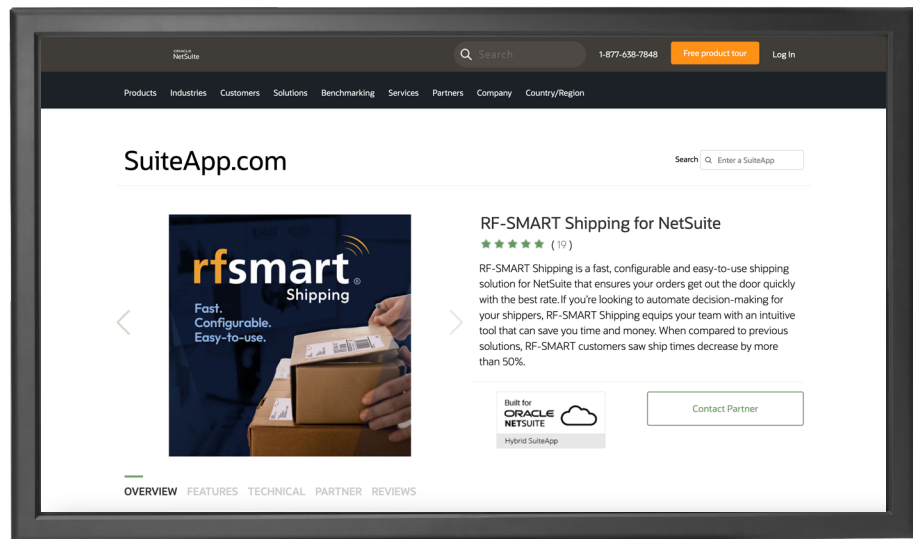 ORACLE
NetSuite
Search
1-877-638-7848
Free product tour
Log In
Products Industries Customers Solutions Benchmarking Services Partners Company Country/Region
SuiteApp.com
Search
Enter a SuiteApp
rfsmart®
Shipping
Fast.
Configurable.
Easy-to-use.
RF-SMART Shipping for NetSuite
(19)
RF-SMART Shipping is a fast, configurable and easy-to-use shipping
solution for NetSuite that ensures your orders get out the door quickly
with the best rate. If you're looking to automate decision-making for
your shippers, RF-SMART Shipping equips your team with an intuitive
tool that can save you time and money. When compared to previous
solutions, RF-SMART customers saw ship times decrease by more
than 50%.
Built for
ORACLE
NETSUITE
Hybrid SuiteApp
Contact Partner
OVERVIEW FEATURES TECHNICAL PARTNER REVIEWS